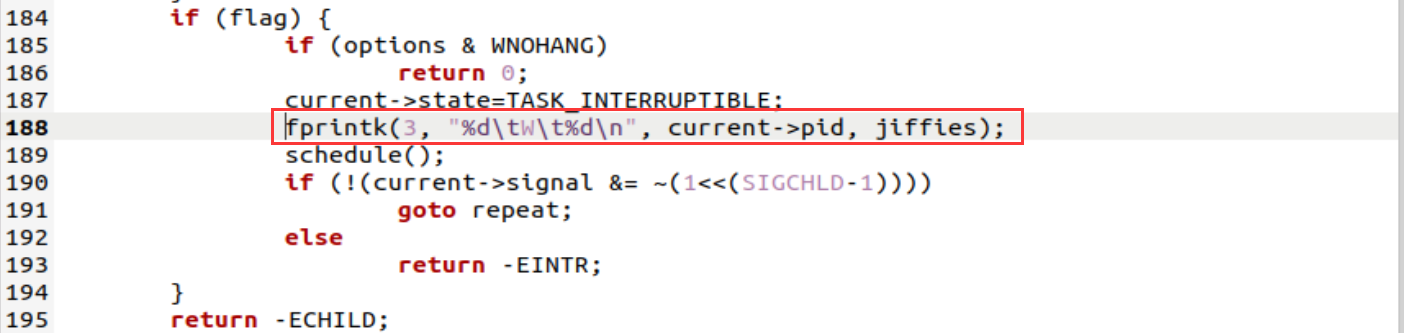 184 if (flag) {
185 if (options & WNOHANG)
186 return 0;
187 current->state=TASK_INTERRUPTIBLE;
188 fprintk(3, "%d\tW\t%d\n", current->pid, jiffies);
189 schedule();
190 if (!(current->signal &= ~(1<<(SIGCHLD-1))))
191 goto repeat;
192 else
193 return -EINTR;
194 }
195 return -ECHILD;